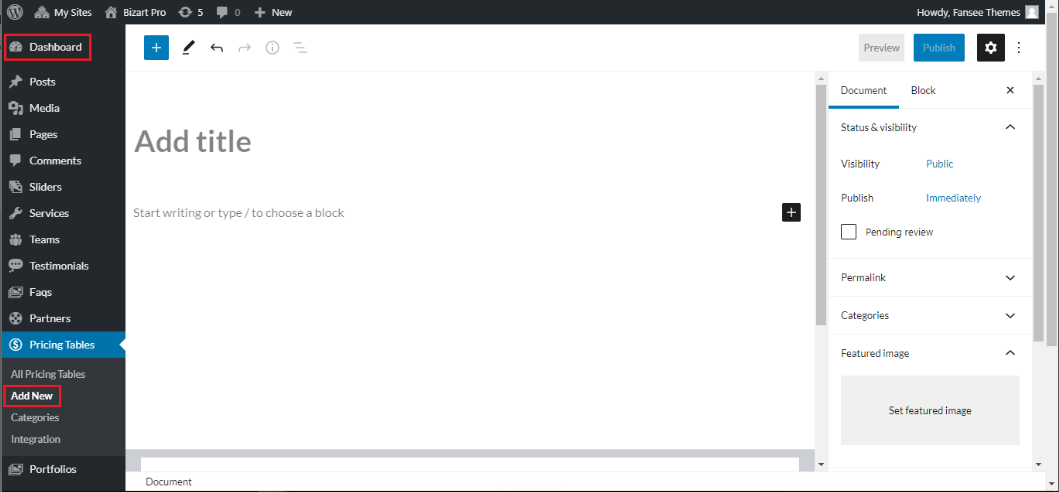 My Sites Bizart Pro 5 0 New Howdy, Fansee Themes
Dashboard
Posts
Media
Pages
Comments
Sliders
Services
Teams
Testimonials
Faqs
Partners
Pricing Tables
All Pricing Tables
Add New
Categories
Integration
Portfolios
Preview Publish
Add title
Start writing or type / to choose a block
Document Block
Status & visibility
Visibility Public
Publish Immediately
Pending review
Permalink
Categories
Featured image
Set featured image
Document